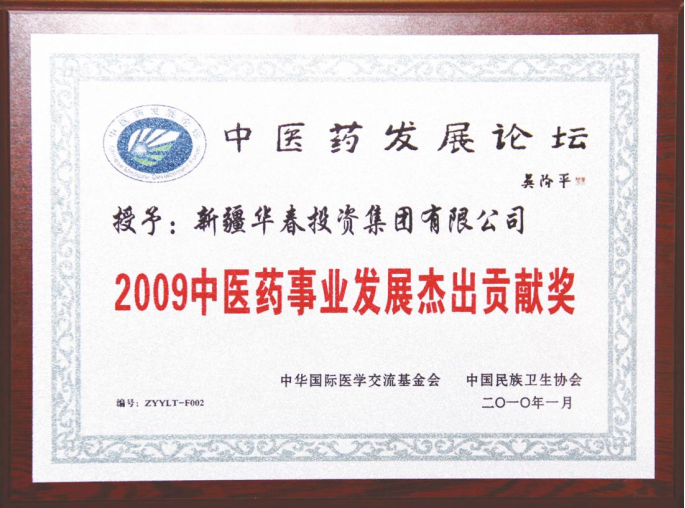 中医药发展论坛
吴阶平
授予：新疆华春投资集团有限公司
2009中医药事业发展杰出贡献奖
中华国际医学交流基金会 中国民族卫生协会
编号：ZYYLT-F002 二〇一〇年一月